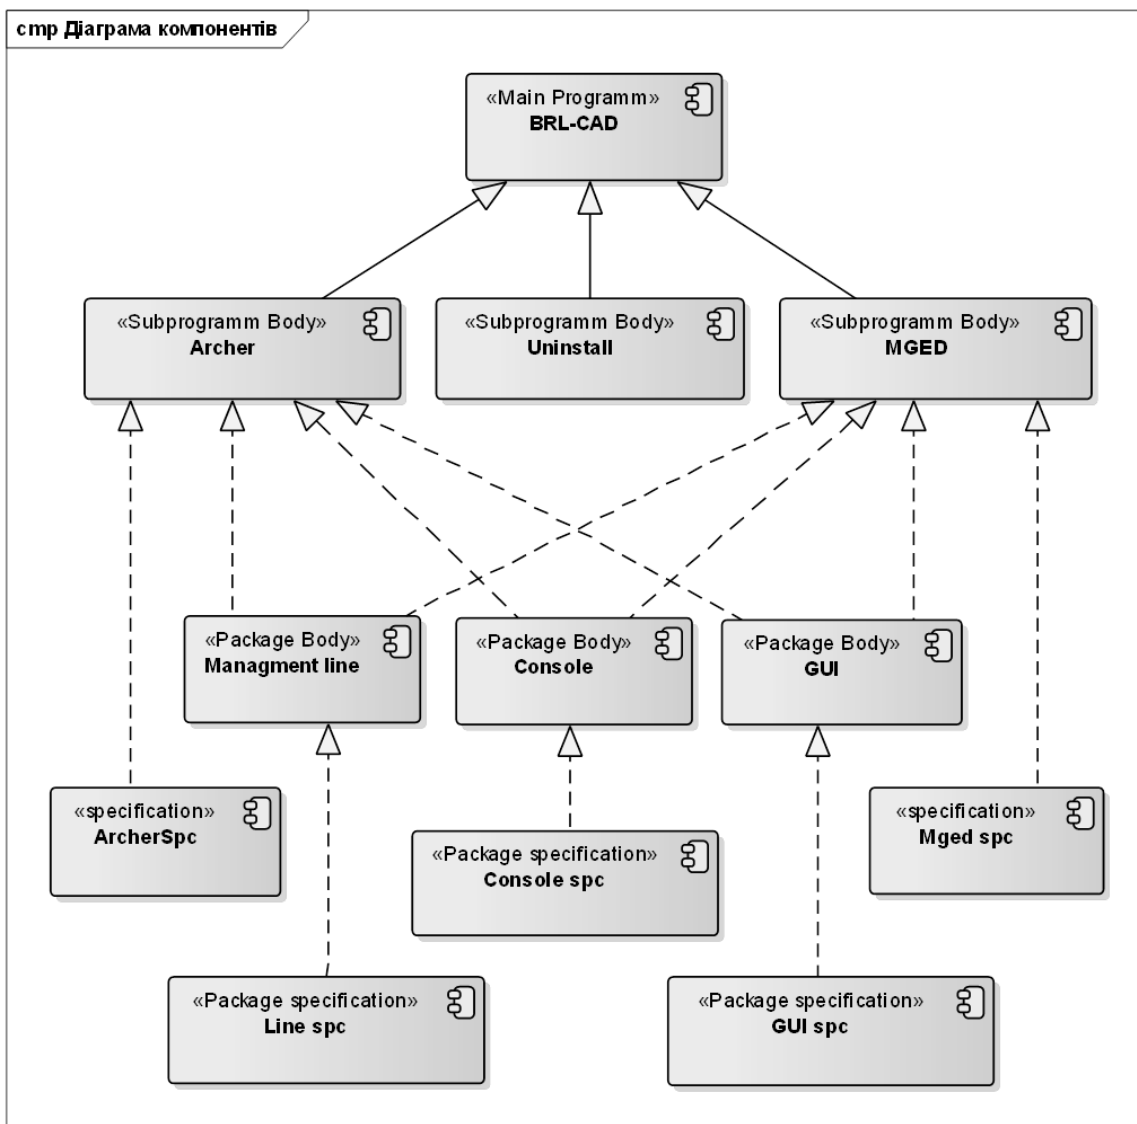 cmp Діаграма компонентів
«Main Programm»
BRL-CAD
«Subprogramm Body»
Archer
«Subprogramm Body»
Uninstall
«Subprogramm Body»
MGED
«Package Body»
Managment line
«Package Body»
Console
«Package Body»
GUI
«specification»
ArcherSpc
«Package specification»
Console spc
«specification»
Mged spc
«Package specification»
Line spc
«Package specification»
GUI spc